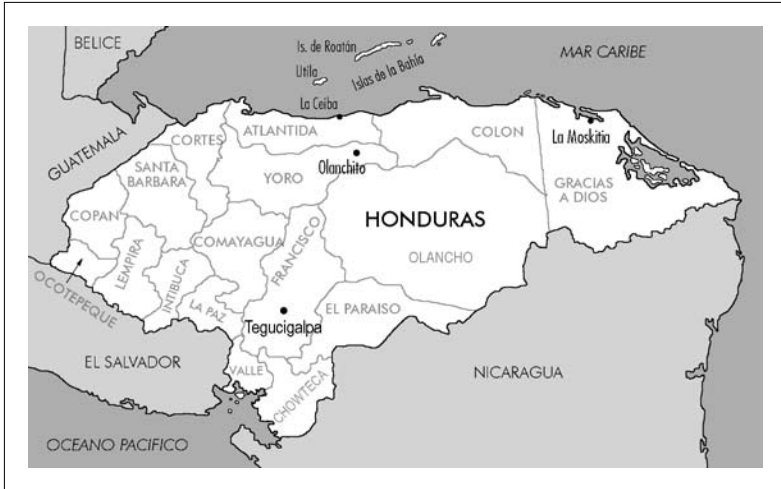 BELICE
Is. de Roatán
MAR CARIBE
Utila
Islas de la Bahía
La Ceiba
GUATEMALA
CORTES
ATLANTIDA
COLON
La Moskitia
Olanchito
SANTA
BARBARA
YORO
GRACIAS
A DIOS
COPAN
HONDURAS
COMAYAGUA
FRANCISCO
LEMPIRA
OLANCHO
INTIBUCA
OCOTEPEQUE
LA PAZ
EL PARAISO
Tegucigalpa
EL SALVADOR
VALLE
NICARAGUA
CHOWTECA
OCEANO PACIFICO